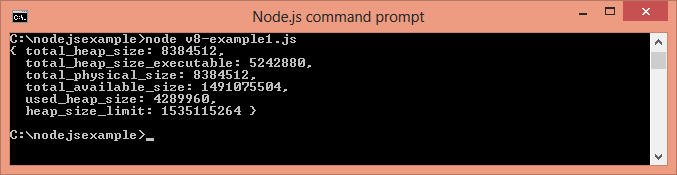 Node.js command prompt
C:\nodejsexample>node v8-example1.js
{ total_heap_size: 8384512,
  total_heap_size_executable: 5242880,
  total_physical_size: 8384512,
  total_available_size: 1491075504,
  used_heap_size: 4289960,
  heap_size_limit: 1535115264 }
C:\nodejsexample>_